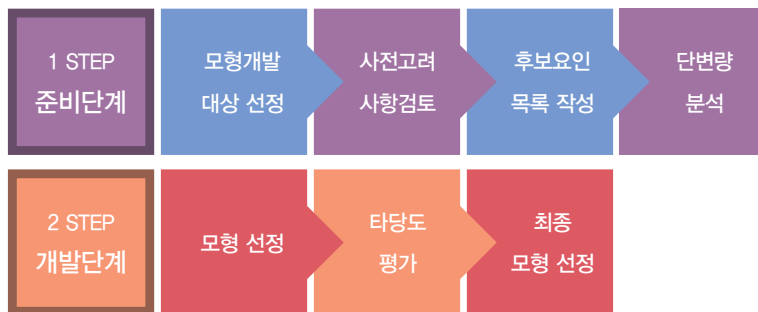 1 STEP
준비단계
모형개발
대상 선정
사전고려
사항검토
후보요인
목록 작성
단변량
분석
2 STEP
개발단계
모형 선정
타당도
평가
최종
모형 선정